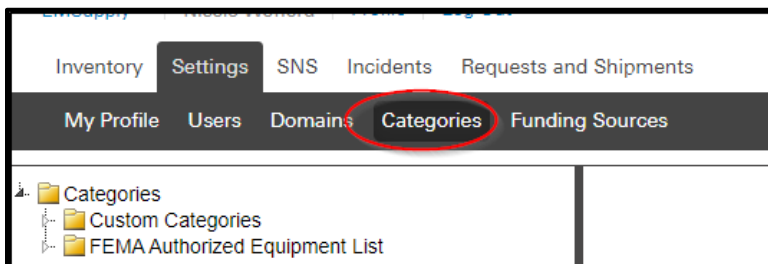 Inventory Settings SNS Incidents Requests and Shipments
My Profile Users Domains Categories Funding Sources
Categories
Custom Categories
FEMA Authorized Equipment List